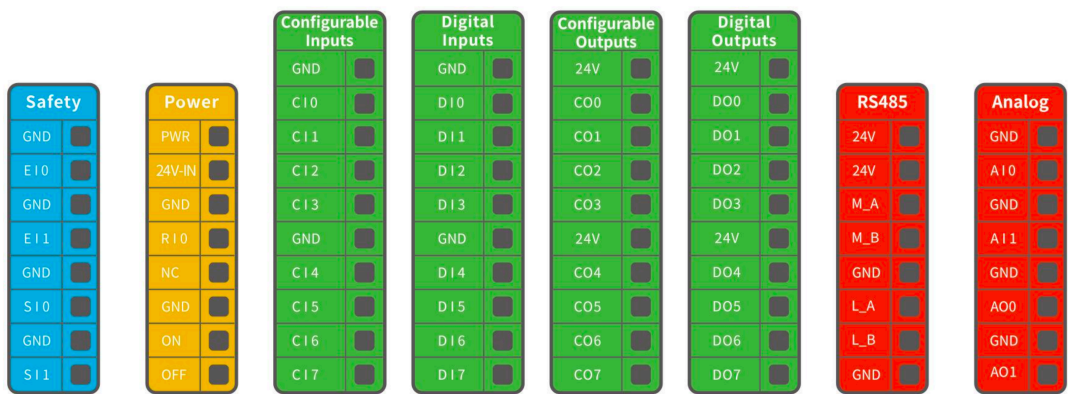 Safety
GND
EI0
GND
EI1
GND
SI0
GND
SI1
Power
PWR
24V-IN
GND
RI0
NC
GND
ON
OFF
Configurable
Inputs
GND
CI0
CI1
CI2
CI3
GND
CI4
CI5
CI6
CI7
Digital
Inputs
GND
DI0
DI1
DI2
DI3
GND
DI4
DI5
DI6
DI7
Configurable
Outputs
24V
CO0
CO1
CO2
CO3
24V
CO4
CO5
CO6
CO7
Digital
Outputs
24V
DO0
DO1
DO2
DO3
24V
DO4
DO5
DO6
DO7
RS485
24V
24V
M_A
M_B
GND
L_A
L_B
GND
Analog
GND
AI0
GND
AI1
GND
AO0
GND
AO1